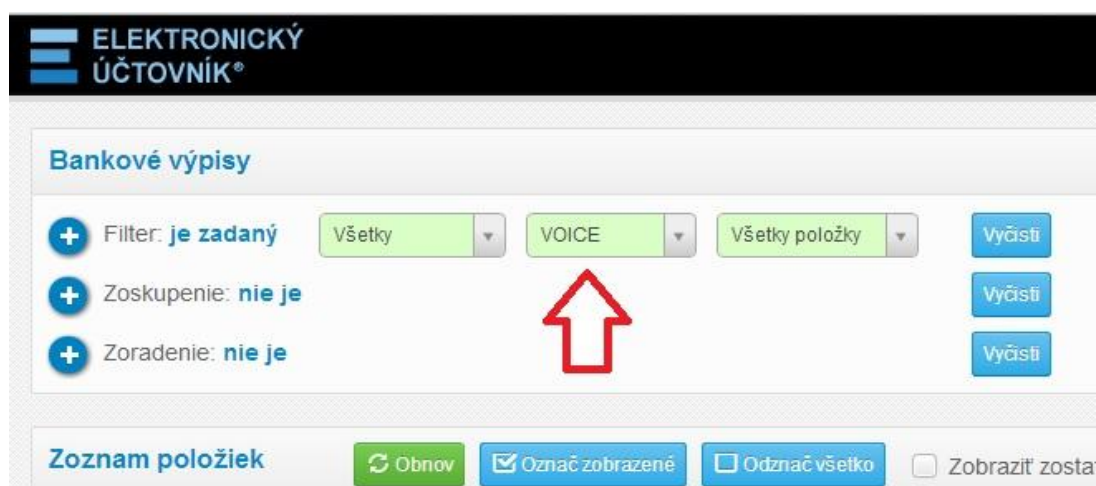 ELEKTRONICKÝ
ÚČTOVNÍK®
Bankové výpisy
Filter: je zadaný Všetky VOICE Všetky položky Vyčisti
Zoskupenie: nie je Vyčisti
Zoradenie: nie je Vyčisti
Zoznam položiek Obnov Označ zobrazené Odznač všetko Zobraziť